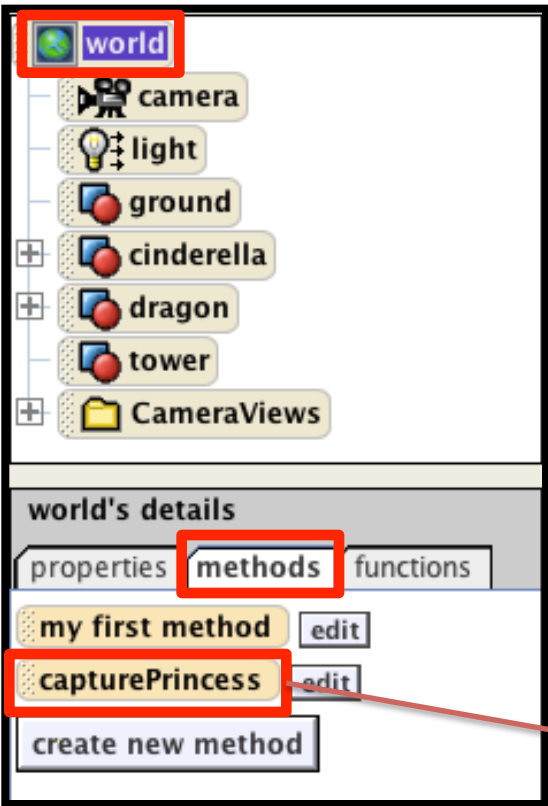 world
camera
light
ground
cinderella
dragon
tower
CameraViews
world's details
properties methods functions
my first method edit
capturePrincess edit
create new method